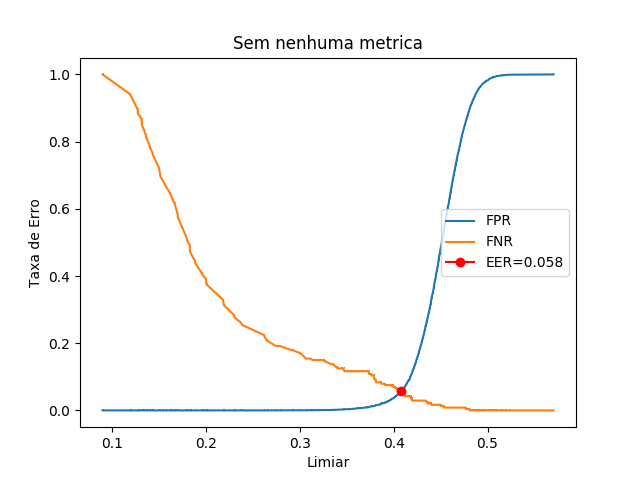 Sem nenhuma metrica
1.0
0.8
0.6
0.4
0.2
0.0
Taxa de Erro
FPR
FNR
EER=0.058
0.1 0.2 0.3 0.4 0.5
Limiar